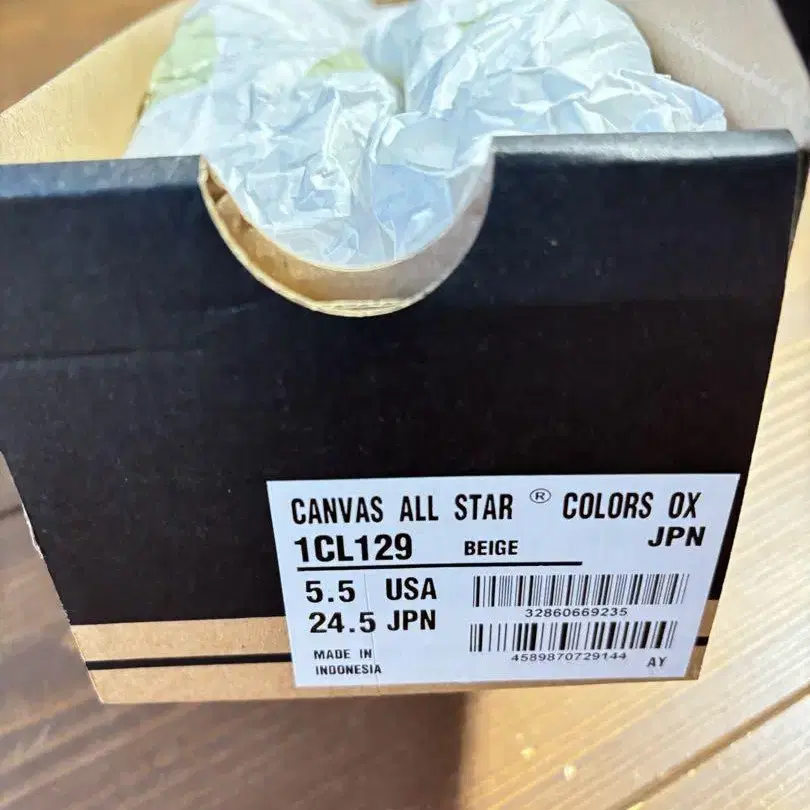 CANVAS ALL STAR ® COLORS OX
JPN
1CL129 BEIGE
5.5 USA
24.5 JPN
32860669235
4589870729144
AY
MADE IN
INDONESIA